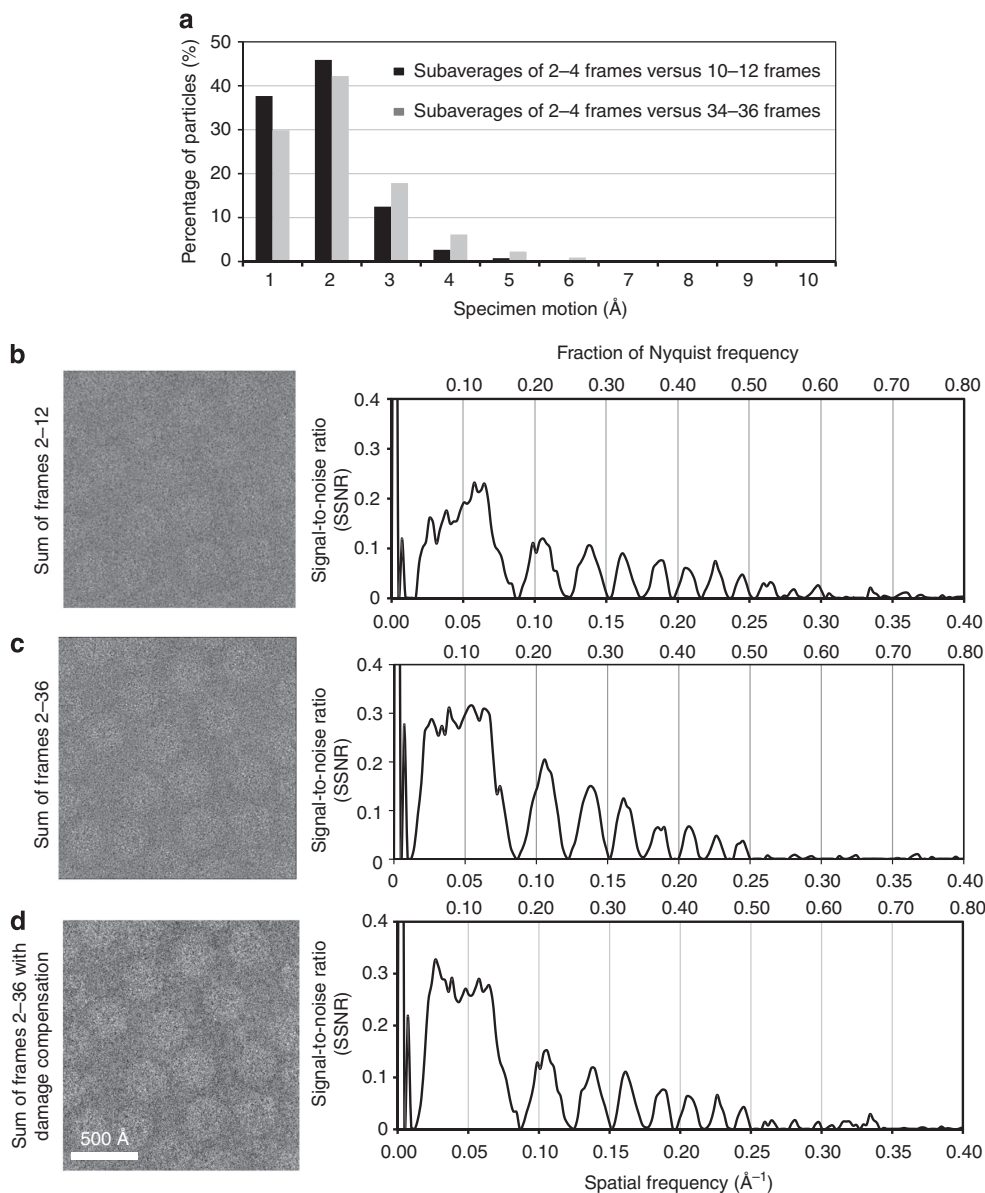 a
Percentage of particles (%)
50
40
30
20
10
0
Subaverages of 2–4 frames versus 10–12 frames
Subaverages of 2–4 frames versus 34–36 frames
1 2 3 4 5 6 7 8 9 10
Specimen motion (Å)
b
Sum of frames 2–12
Fraction of Nyquist frequency
0.10 0.20 0.30 0.40 0.50 0.60 0.70 0.80
Signal-to-noise ratio
(SSNR)
0.4
0.3
0.2
0.1
0
0.00 0.05 0.10 0.15 0.20 0.25 0.30 0.35 0.40
c
Sum of frames 2–36
0.10 0.20 0.30 0.40 0.50 0.60 0.70 0.80
Signal-to-noise ratio
(SSNR)
0.4
0.3
0.2
0.1
0
0 0.05 0.10 0.15 0.20 0.25 0.30 0.35 0.40
d
Sum of frames 2–36 with
damage compensation
500 Å
0.10 0.20 0.30 0.40 0.50 0.60 0.70 0.80
Signal-to-noise ratio
(SSNR)
0.4
0.3
0.2
0.1
0
0.00 0.05 0.10 0.15 0.20 0.25 0.30 0.35 0.40
Spatial frequency (Å⁻¹)